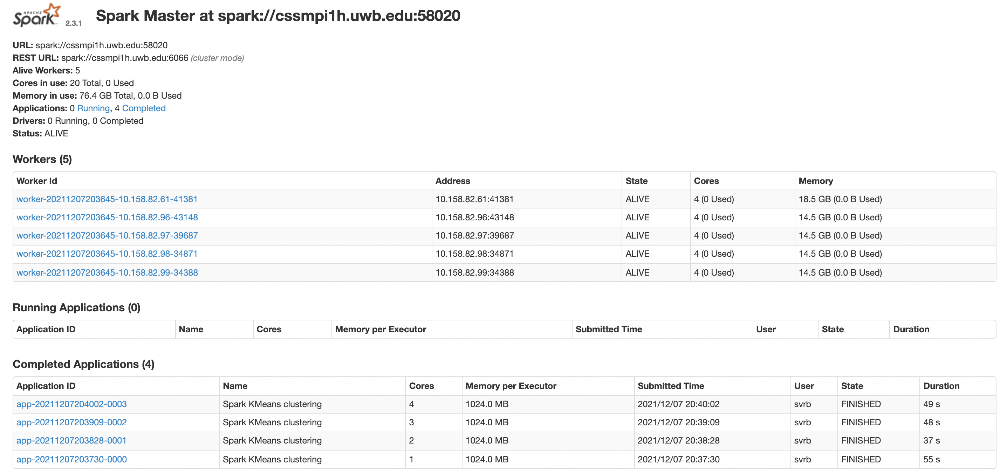 APACHE
Spark 2.3.1 Spark Master at spark://cssmpi1h.uwb.edu:58020
URL: spark://cssmpi1h.uwb.edu:58020
REST URL: spark://cssmpi1h.uwb.edu:6066 (cluster mode)
Alive Workers: 5
Cores in use: 20 Total, 0 Used
Memory in use: 76.4 GB Total, 0.0 B Used
Applications: 0 Running, 4 Completed
Drivers: 0 Running, 0 Completed
Status: ALIVE
Workers (5)
Worker Id Address State Cores Memory
worker-20211207203645-10.158.82.61-41381 10.158.82.61:41381 ALIVE 4 (0 Used) 18.5 GB (0.0 B Used)
worker-20211207203645-10.158.82.96-43148 10.158.82.96:43148 ALIVE 4 (0 Used) 14.5 GB (0.0 B Used)
worker-20211207203645-10.158.82.97-39687 10.158.82.97:39687 ALIVE 4 (0 Used) 14.5 GB (0.0 B Used)
worker-20211207203645-10.158.82.98-34871 10.158.82.98:34871 ALIVE 4 (0 Used) 14.5 GB (0.0 B Used)
worker-20211207203645-10.158.82.99-34388 10.158.82.99:34388 ALIVE 4 (0 Used) 14.5 GB (0.0 B Used)
Running Applications (0)
Application ID Name Cores Memory per Executor Submitted Time User State Duration
Completed Applications (4)
Application ID Name Cores Memory per Executor Submitted Time User State Duration
app-20211207204002-0003 Spark KMeans clustering 4 1024.0 MB 2021/12/07 20:40:02 svrb FINISHED 49 s
app-20211207203909-0002 Spark KMeans clustering 3 1024.0 MB 2021/12/07 20:39:09 svrb FINISHED 48 s
app-20211207203828-0001 Spark KMeans clustering 2 1024.0 MB 2021/12/07 20:38:28 svrb FINISHED 37 s
app-20211207203730-0000 Spark KMeans clustering 1 1024.0 MB 2021/12/07 20:37:30 svrb FINISHED 55 s